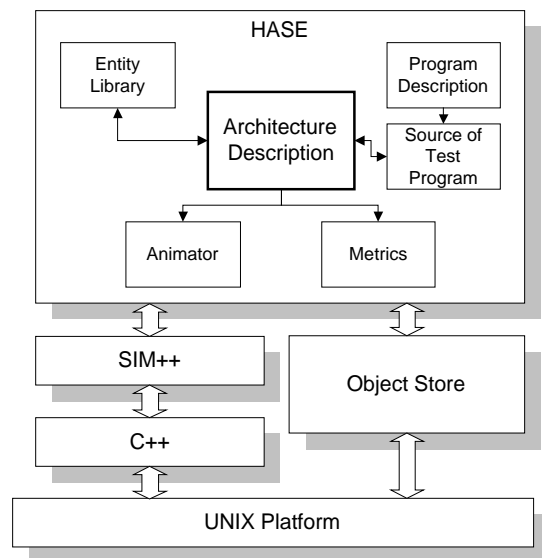 HASE
Entity
Library
Program
Description
Architecture
Description
Source of
Test
Program
Animator
Metrics
SIM++
Object Store
C++
UNIX Platform